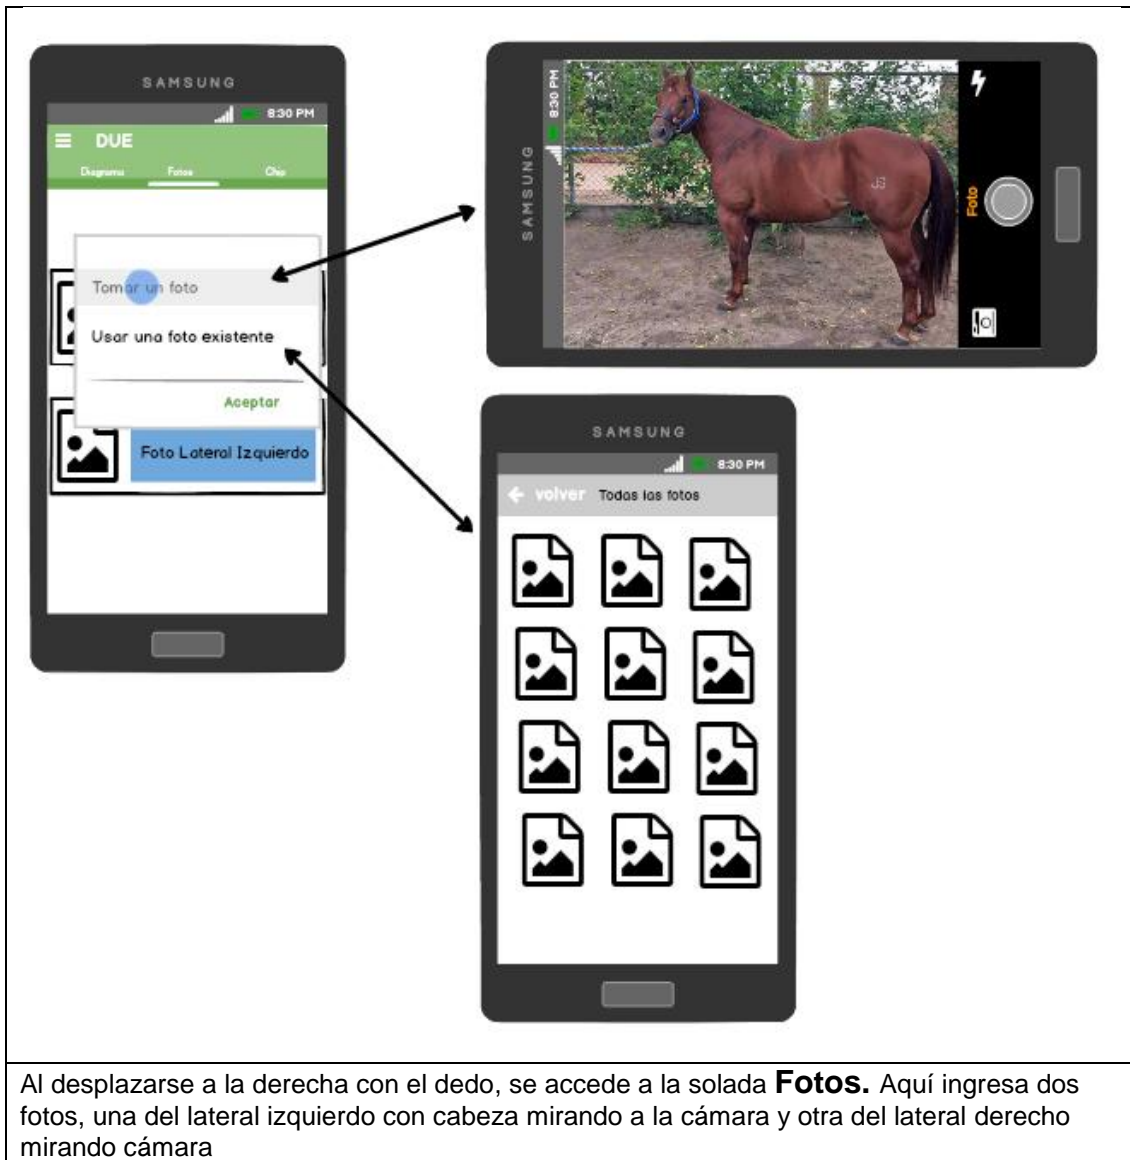 SAMSUNG
8:30 PM
DUE
Diagrama
Fotos
Chip
Tomar un foto
Usar una foto existente
Aceptar
Foto Lateral Izquierdo
SAMSUNG
8:30 PM
Foto
SAMSUNG
8:30 PM
volver Todas las fotos
Al desplazarse a la derecha con el dedo, se accede a la solada Fotos. Aquí ingresa dos
fotos, una del lateral izquierdo con cabeza mirando a la cámara y otra del lateral derecho
mirando cámara